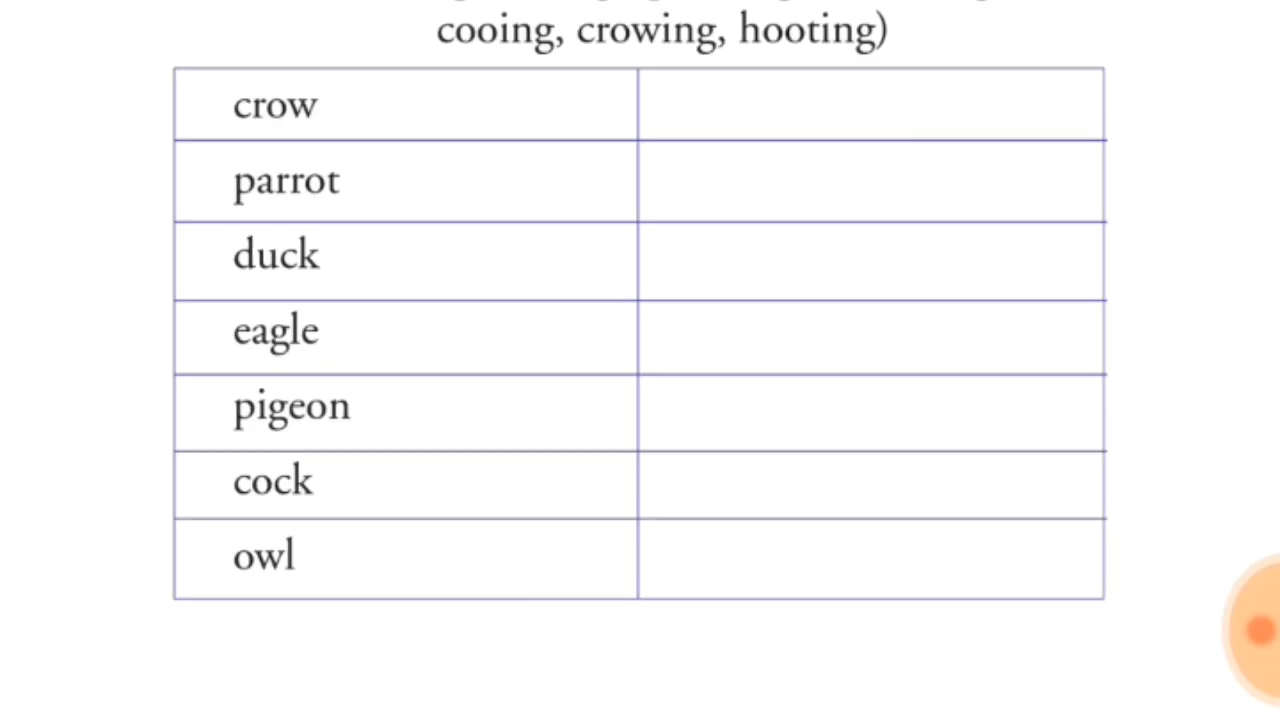 cooing, crowing, hooting)
crow
parrot
duck
eagle
pigeon
cock
owl